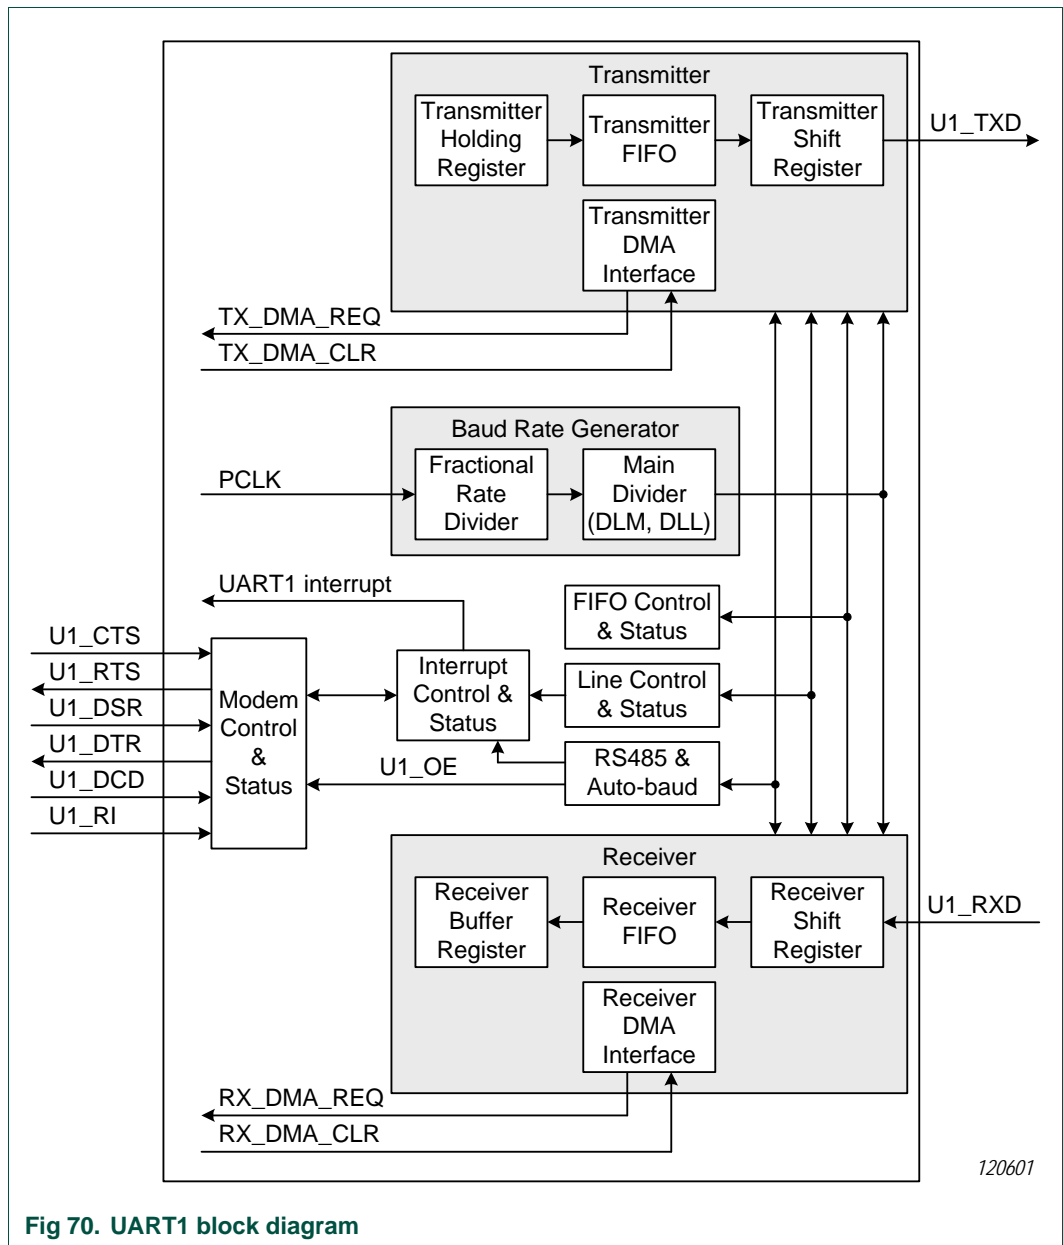 Transmitter
Transmitter
Holding
Register
Transmitter
FIFO
Transmitter
Shift
Register
U1_TXD
Transmitter
DMA
Interface
TX_DMA_REQ
TX_DMA_CLR
Baud Rate Generator
PCLK
Fractional
Rate
Divider
Main
Divider
(DLM, DLL)
UART1 interrupt
FIFO Control
& Status
U1_CTS
U1_RTS
U1_DSR
U1_DTR
U1_DCD
U1_RI
Modem
Control
&
Status
Interrupt
Control &
Status
Line Control
& Status
U1_OE
RS485 &
Auto-baud
Receiver
Receiver
Buffer
Register
Receiver
FIFO
Receiver
Shift
Register
U1_RXD
Receiver
DMA
Interface
RX_DMA_REQ
RX_DMA_CLR
120601
Fig 70. UART1 block diagram